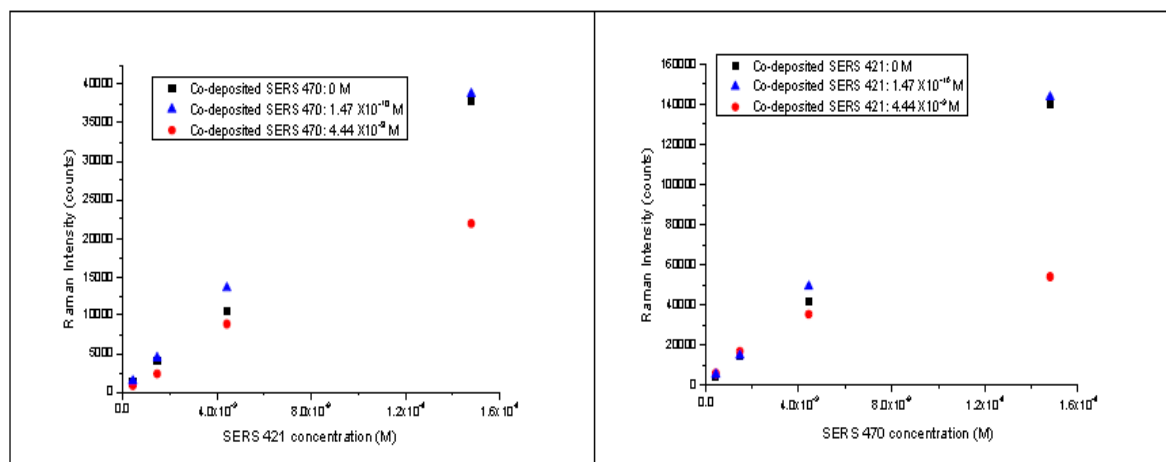 Co-deposited SERS 470: 0 M
Co-deposited SERS 470: 1.47 X10⁻¹⁰ M
Co-deposited SERS 470: 4.44 X10⁻⁹ M
40000
35000
30000
25000
20000
15000
10000
5000
0
Raman Intensity (counts)
0.0
4.0x10⁻⁹
8.0x10⁻⁹
1.2x10⁻⁸
1.6x10⁻⁸
SERS 421 concentration (M)
Co-deposited SERS 421: 0 M
Co-deposited SERS 421: 1.47 X10⁻¹⁰ M
Co-deposited SERS 421: 4.44 X10⁻⁹ M
160000
140000
120000
100000
80000
60000
40000
20000
0
Raman Intensity (counts)
0.0
4.0x10⁻⁹
8.0x10⁻⁹
1.2x10⁻⁸
1.6x10⁻⁸
SERS 470 concentration (M)